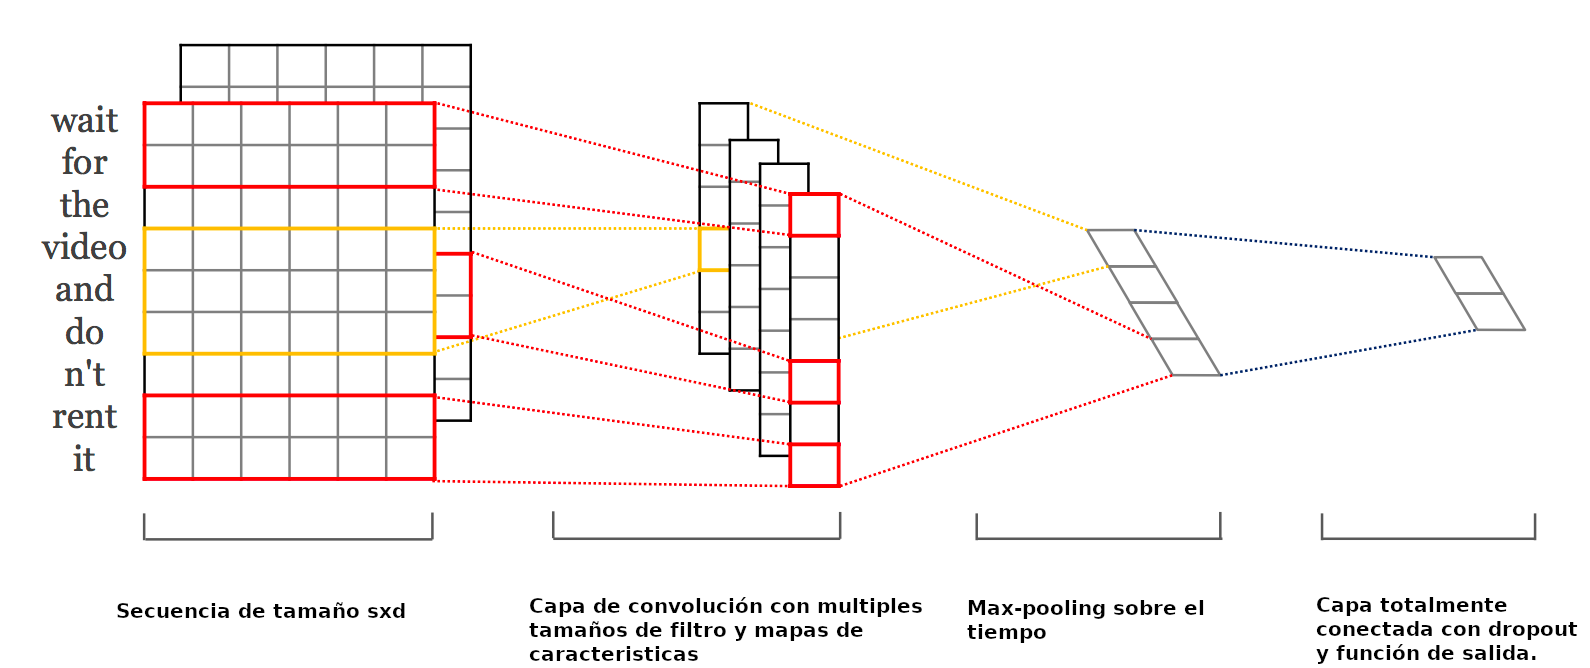 wait
for
the
video
and
do
n't
rent
it
Secuencia de tamaño sxd
Capa de convolución con multiples
tamaños de filtro y mapas de
caracteristicas
Max-pooling sobre el
tiempo
Capa totalmente
conectada con dropout
y función de salida.